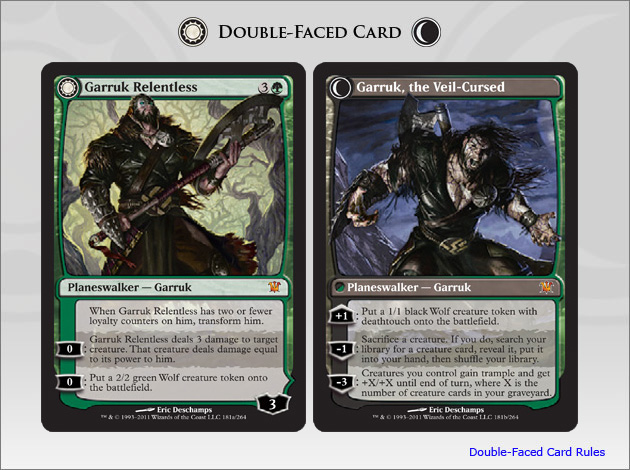 DOUBLE-FACED CARD
Garruk Relentless
3
When Garruk Relentless has two or fewer
loyalty counters on him, transform him.
0 : Garruk Relentless deals 3 damage to target
creature. That creature deals damage equal
to its power to him.
0 : Put a 2/2 green Wolf creature token onto
the battlefield.
Planeswalker — Garruk
3
Eric Deschamps
™ & © 1993–2011 Wizards of the Coast LLC 181a/264
Garruk, the Veil-Cursed
Planeswalker — Garruk
+1 : Put a 1/1 black Wolf creature token with
deathtouch onto the battlefield.
-1 : Sacrifice a creature. If you do, search your
library for a creature card, reveal it, put it
into your hand, then shuffle your library.
-3 : Creatures you control gain trample and get
+X/+X until end of turn, where X is the
number of creature cards in your graveyard.
Eric Deschamps
™ & © 1993–2011 Wizards of the Coast LLC 181b/264
Double-Faced Card Rules